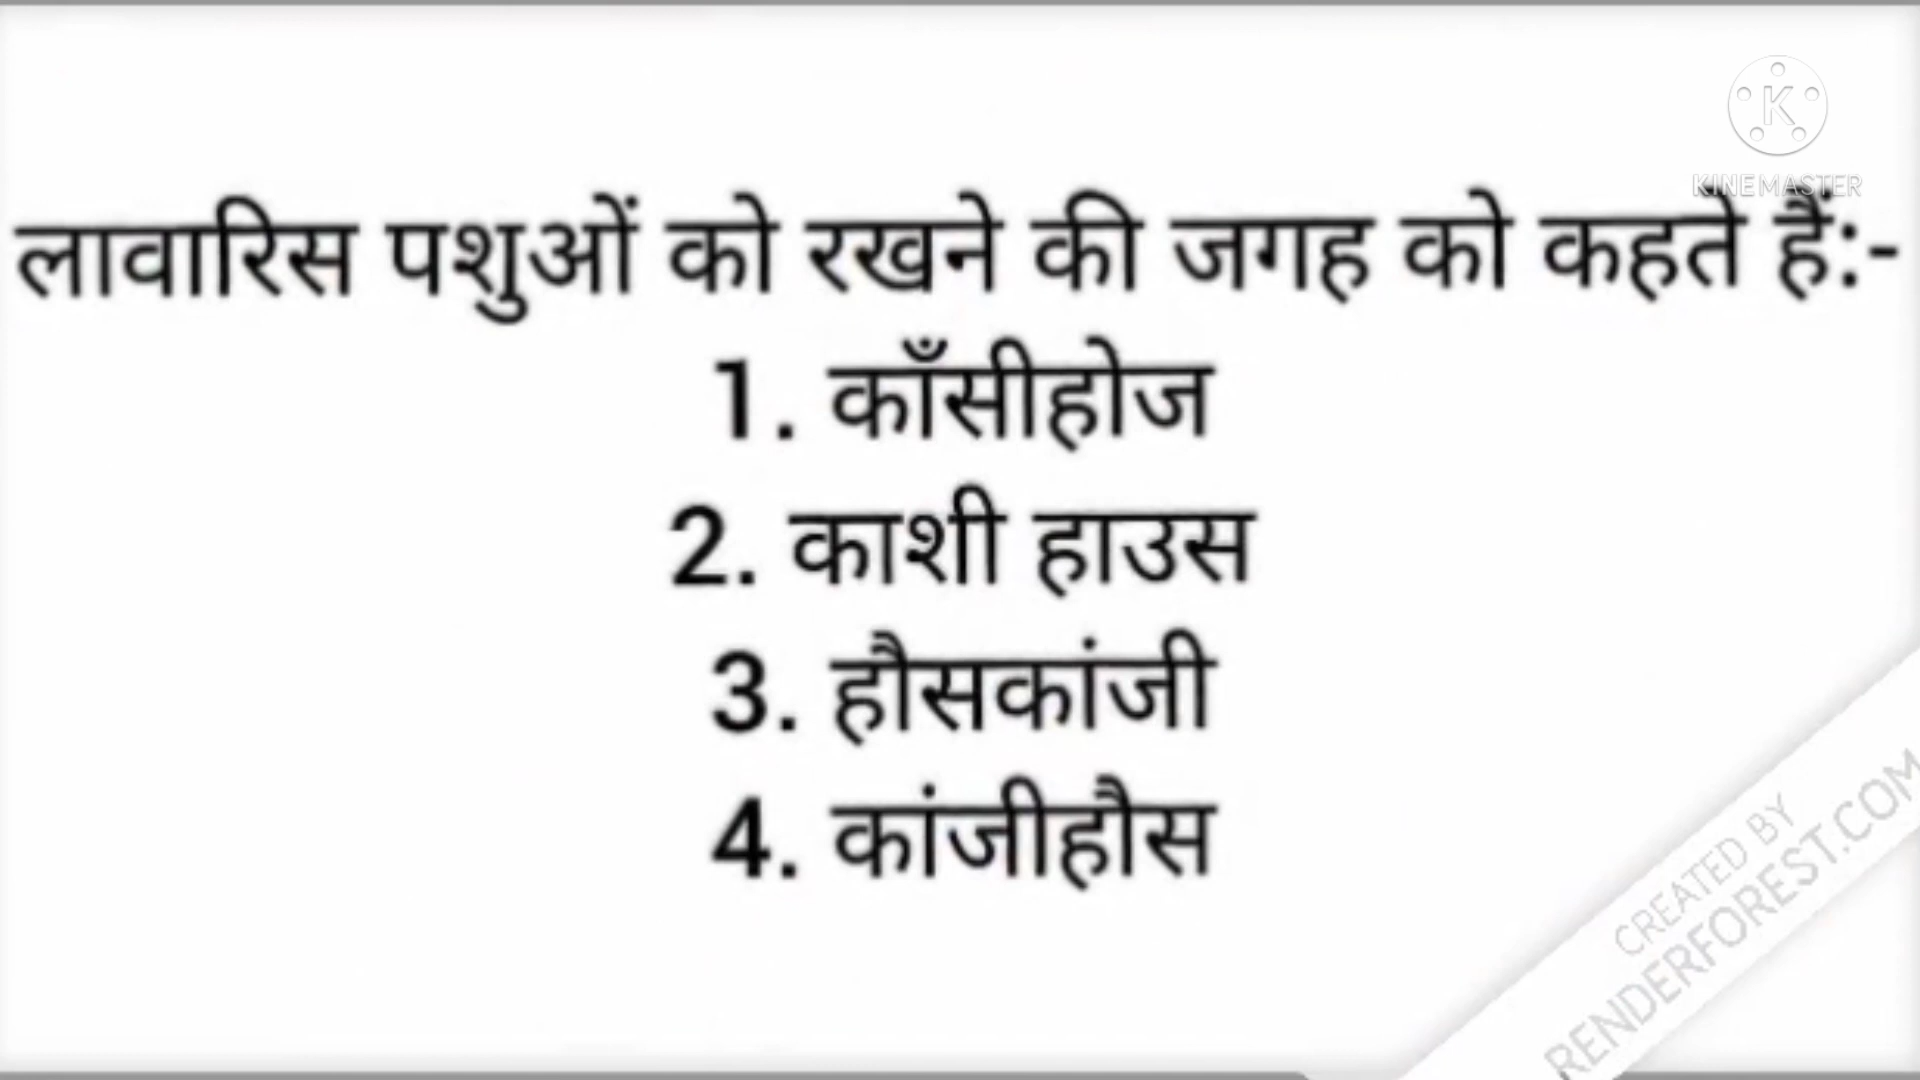 KINEMASTER
लावारिस पशुओं को रखने की जगह को कहते हैं:-
1. काँसीहोज
2. काशी हाउस
3. हौसकांजी
4. कांजीहौस
CREATED BY
RENDERFOREST.COM